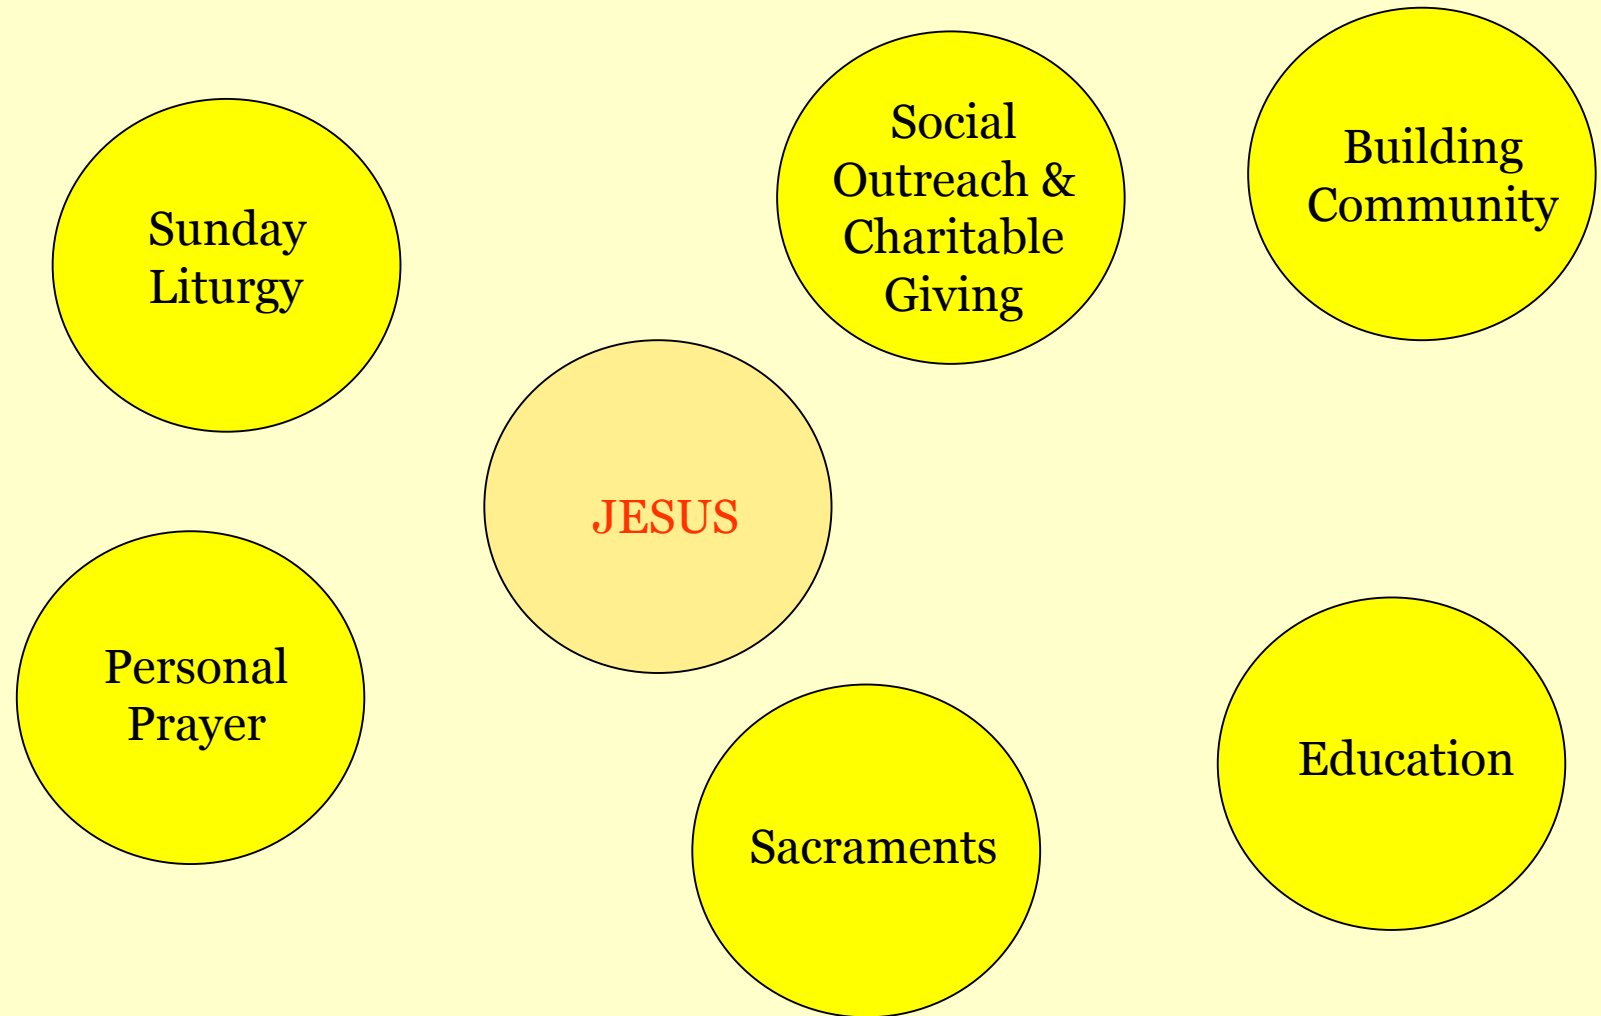 Sunday
Liturgy
Social
Outreach &
Charitable
Giving
Building
Community
JESUS
Personal
Prayer
Sacraments
Education